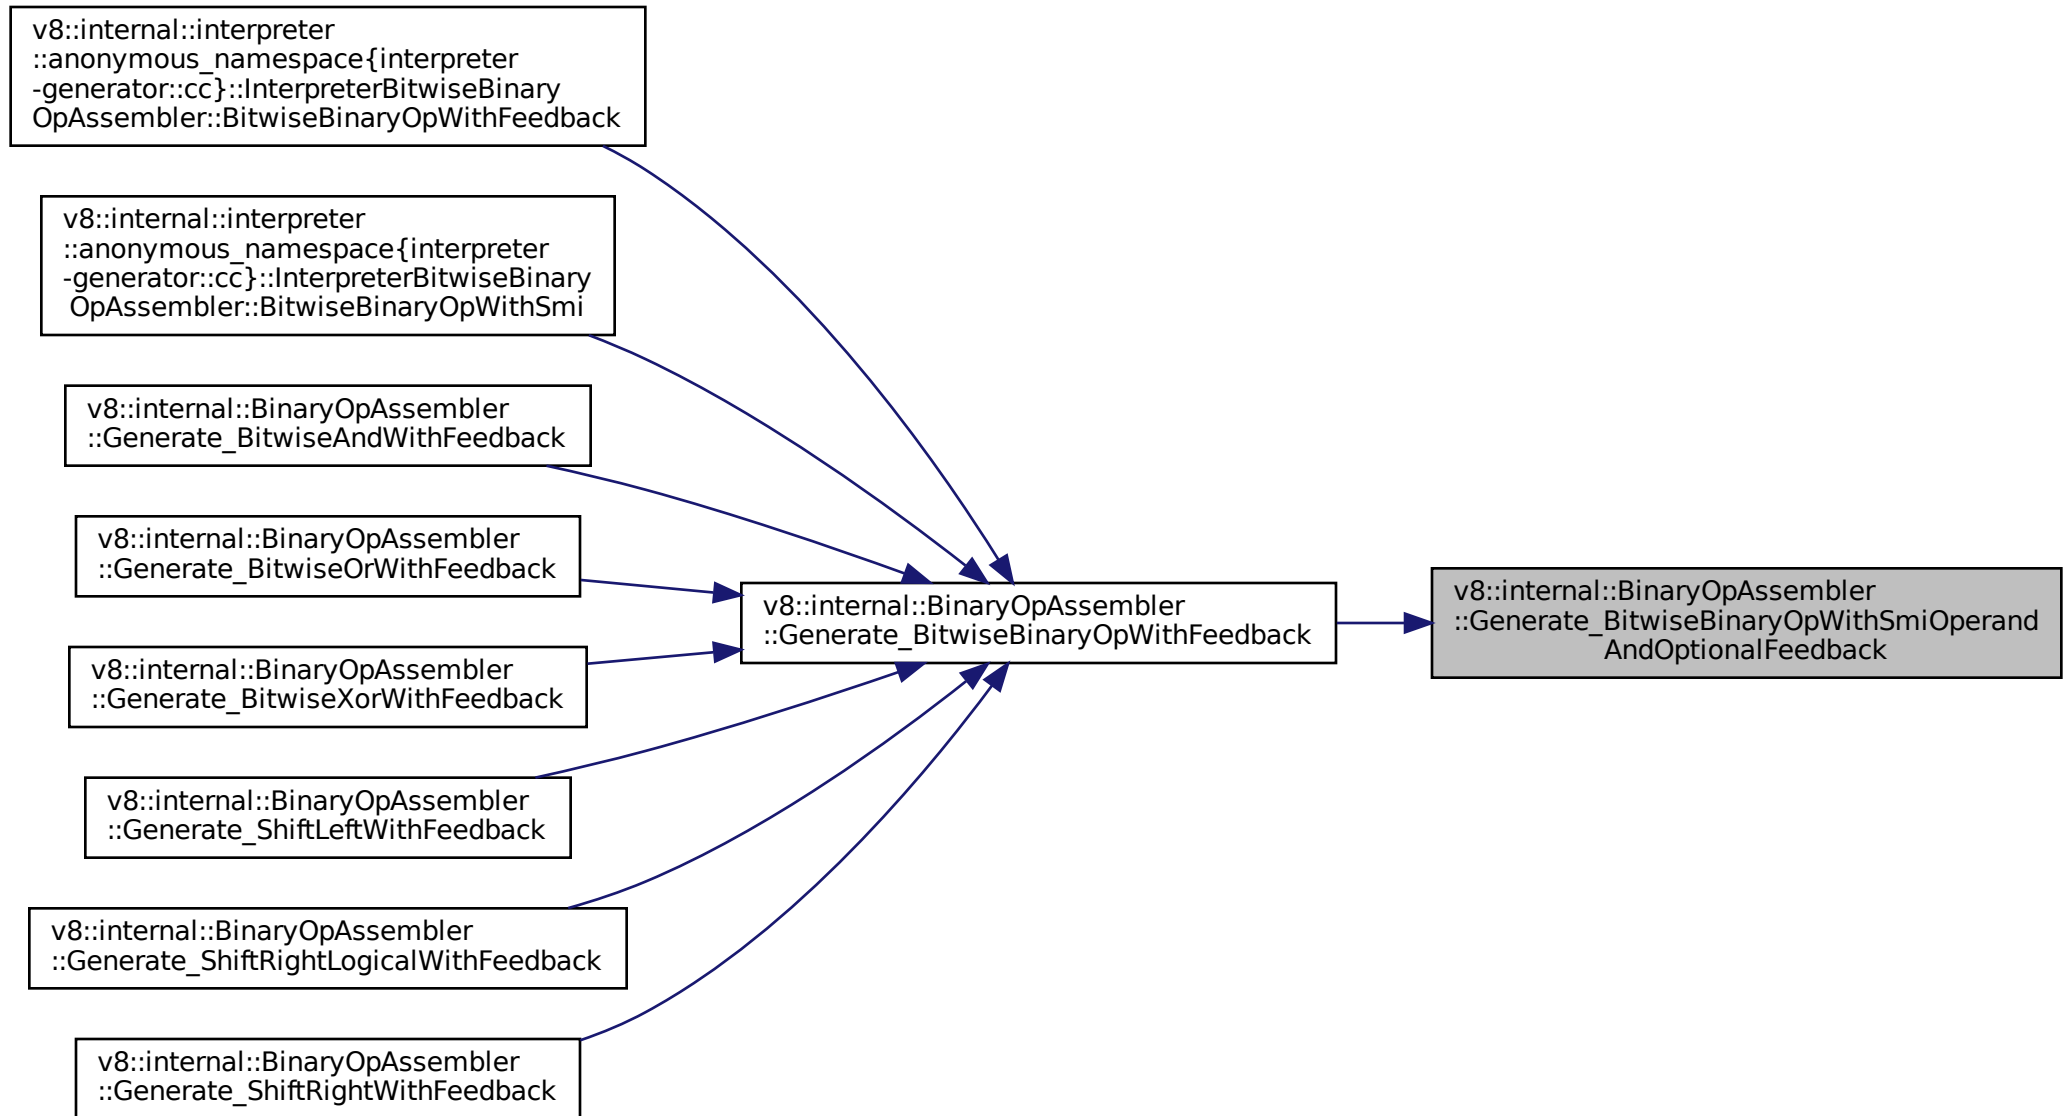 v8::internal::interpreter
::anonymous_namespace{interpreter
-generator::cc}::InterpreterBitwiseBinary
OpAssembler::BitwiseBinaryOpWithFeedback
v8::internal::interpreter
::anonymous_namespace{interpreter
-generator::cc}::InterpreterBitwiseBinary
OpAssembler::BitwiseBinaryOpWithSmi
v8::internal::BinaryOpAssembler
::Generate_BitwiseAndWithFeedback
v8::internal::BinaryOpAssembler
::Generate_BitwiseOrWithFeedback
v8::internal::BinaryOpAssembler
::Generate_BitwiseXorWithFeedback
v8::internal::BinaryOpAssembler
::Generate_ShiftLeftWithFeedback
v8::internal::BinaryOpAssembler
::Generate_ShiftRightLogicalWithFeedback
v8::internal::BinaryOpAssembler
::Generate_ShiftRightWithFeedback
v8::internal::BinaryOpAssembler
::Generate_BitwiseBinaryOpWithFeedback
v8::internal::BinaryOpAssembler
::Generate_BitwiseBinaryOpWithSmiOperand
AndOptionalFeedback